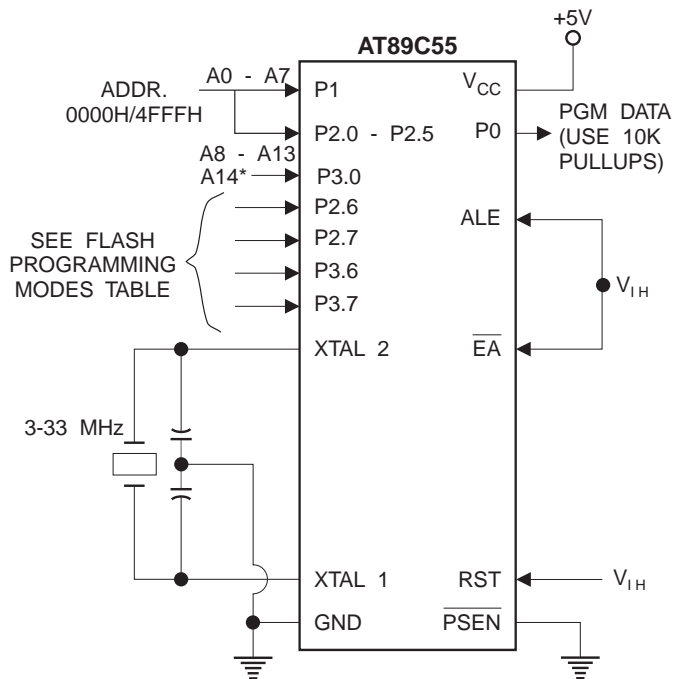 +5V
AT89C55
ADDR.
0000H/4FFFH
A0 - A7
P1
VCC
P2.0 - P2.5
P0
PGM DATA
(USE 10K
PULLUPS)
A8 - A13
A14*
P3.0
P2.6
ALE
SEE FLASH
PROGRAMMING
MODES TABLE
P2.7
P3.6
P3.7
VIH
XTAL 2
EA
3-33 MHz
XTAL 1
RST
VIH
GND
PSEN